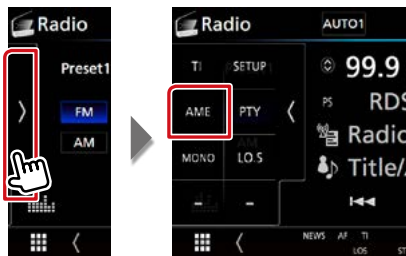 Radio
Preset1
FM
AM
Radio
AUTO1
TI
SETUP
99.9
AME
PTY
PS
RDS
Radio
MONO
LO.S
Title/
NEWS AF TI
LOS ST